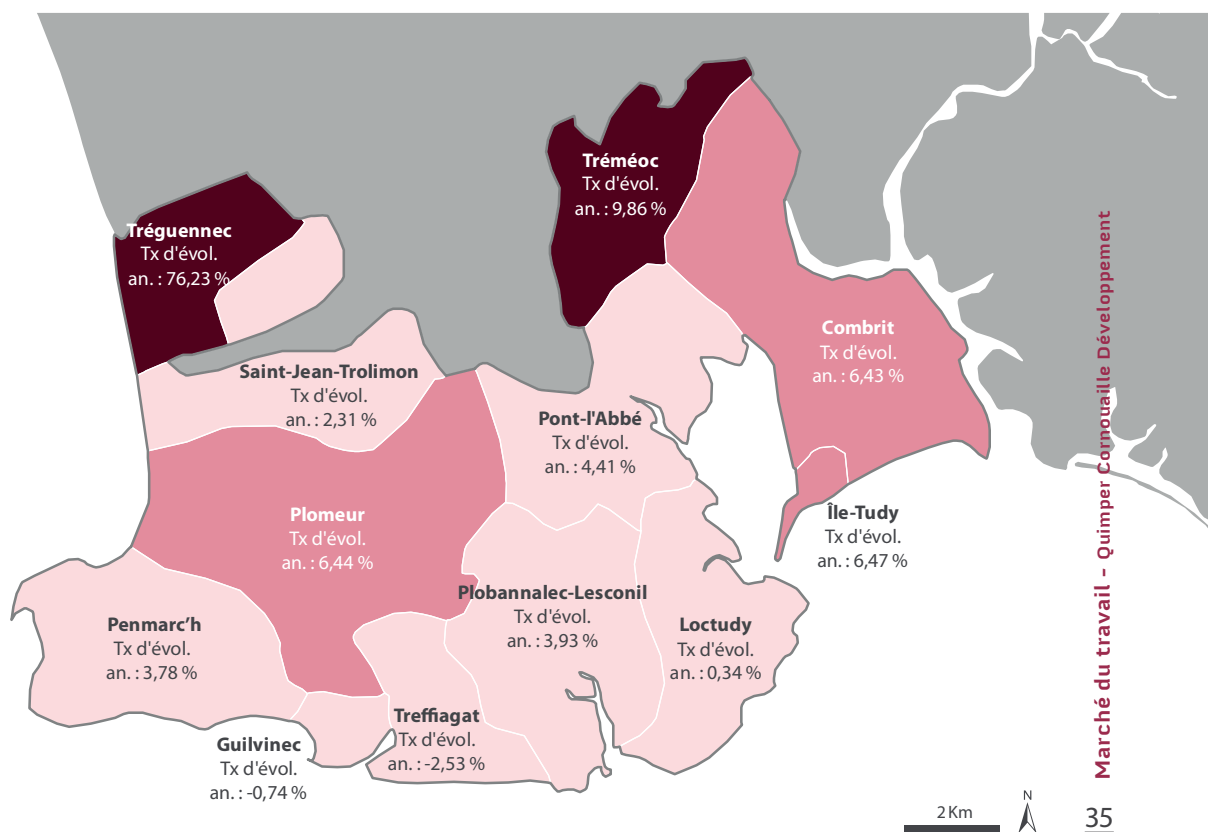 Tréméoc
Tx d'évol.
an. : 9,86 %
Tréguennec
Tx d'évol.
an. : 76,23 %
Combrit
Tx d'évol.
an. : 6,43 %
Saint-Jean-Trolimon
Tx d'évol.
an. : 2,31 %
Pont-l'Abbé
Tx d'évol.
an. : 4,41 %
Plomeur
Tx d'évol.
an. : 6,44 %
Île-Tudy
Tx d'évol.
an. : 6,47 %
Plobannalec-Lesconil
Tx d'évol.
an. : 3,93 %
Penmarc’h
Tx d'évol.
an. : 3,78 %
Loctudy
Tx d'évol.
an. : 0,34 %
Treffiagat
Tx d'évol.
an. : -2,53 %
Guilvinec
Tx d'évol.
an. : -0,74 %
Marché du travail - Quimper Cornouaille Développement
2 Km
N
35